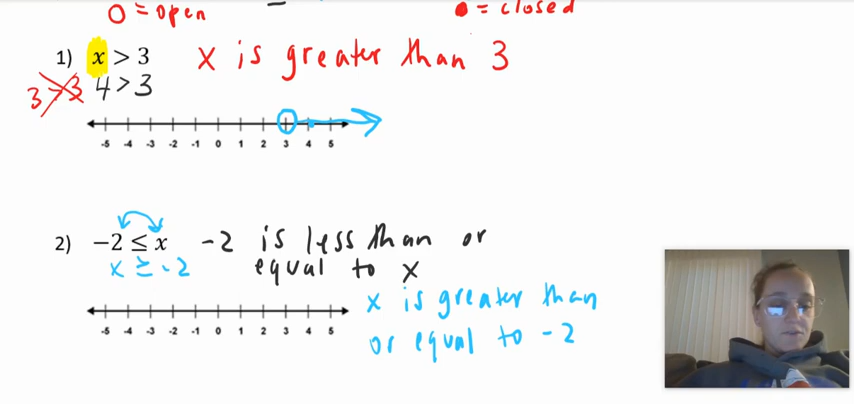 O = open
● = closed
1) x > 3 x is greater than 3
3 > 3 4 > 3
-5 -4 -3 -2 -1 0 1 2 3 4 5
2) −2 ≤ x -2 is less than or
x ≥ -2 equal to x
x is greater than
-5 -4 -3 -2 -1 0 1 2 3 4 5
or equal to -2